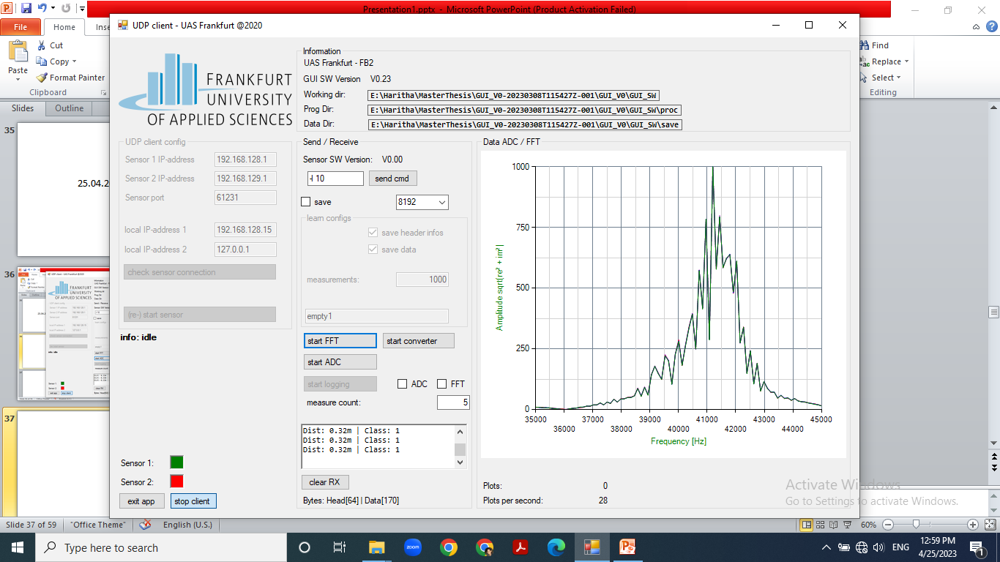 Presentation1.pptx - Microsoft PowerPoint (Product Activation Failed)
File
Home
Inse
UDP client - UAS Frankfurt @2020
Paste
Cut
Copy
Format Painter
Clipboard
Find
Replace
Select
Editing
Slides
Outline
35
25.04.2
36
37
FRANKFURT
UNIVERSITY
OF APPLIED SCIENCES
Information
UAS Frankfurt - FB2
GUI SW Version V0.23
Working dir: E:\Haritha\MasterThesis\GUI_V0-20230308T115427Z-001\GUI_V0\GUI_SW
Prog Dir: E:\Haritha\MasterThesis\GUI_V0-20230308T115427Z-001\GUI_V0\GUI_SW\proc
Data Dir: E:\Haritha\MasterThesis\GUI_V0-20230308T115427Z-001\GUI_V0\GUI_SW\save
UDP client config
Sensor 1 IP-address 192.168.128.1
Sensor 2 IP-address 192.168.129.1
Sensor port 61231
local IP-address 1 192.168.128.15
local IP-address 2 127.0.0.1
check sensor connection
(re-) start sensor
info: idle
Sensor 1:
Sensor 2:
exit app
stop client
Send / Receive
Sensor SW Version: V0.00
-l 10
send cmd
save
8192
learn configs
save header infos
save data
measurements: 1000
empty1
start FFT
start converter
start ADC
start logging
ADC
FFT
measure count: 5
Dist: 0.32m | Class: 1
Dist: 0.32m | Class: 1
Dist: 0.32m | Class: 1
clear RX
Bytes: Head[64] | Data[170]
Data ADC / FFT
1000
750
500
250
0
Amplitude sqrt[re² + im²]
35000 37000 39000 41000 43000 45000
36000 38000 40000 42000 44000
Frequency [Hz]
Plots: 0
Plots per second: 28
Activate Windows
Go to Settings to activate Windows.
Slide 37 of 59
"Office Theme"
English (U.S.)
60%
Type here to search
zoom
ENG
12:59 PM
4/25/2023
1